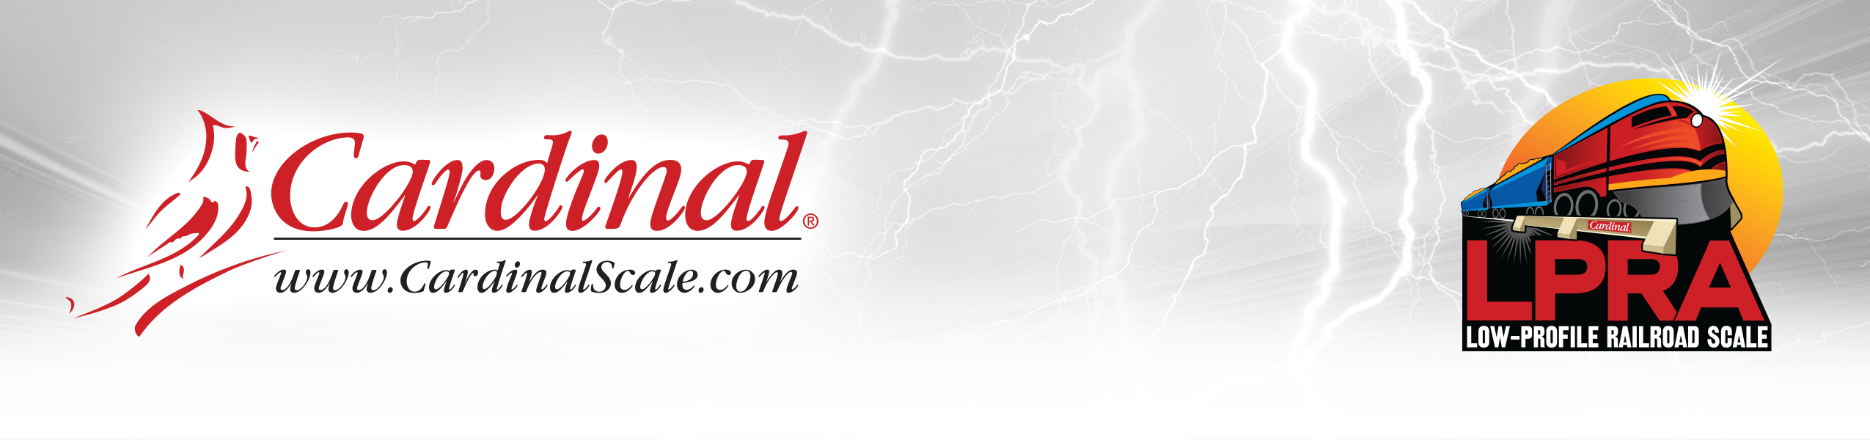 Cardinal®
www.CardinalScale.com
Cardinal
LPRA
LOW-PROFILE RAILROAD SCALE